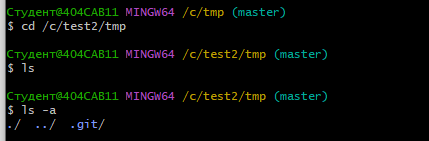 Студент@404CAB11 MINGW64 /c/tmp (master)
$ cd /c/test2/tmp
Студент@404CAB11 MINGW64 /c/test2/tmp (master)
$ ls
Студент@404CAB11 MINGW64 /c/test2/tmp (master)
$ ls -a
./ ../ .git/